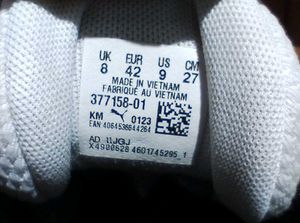 UK EUR US CM
8 42 9 27
MADE IN VIETNAM
FABRIQUÉ AU VIETNAM
377158-01
KM 0123
EAN:4064536644264
AD 11JGJ
X4900628 4601745295 1